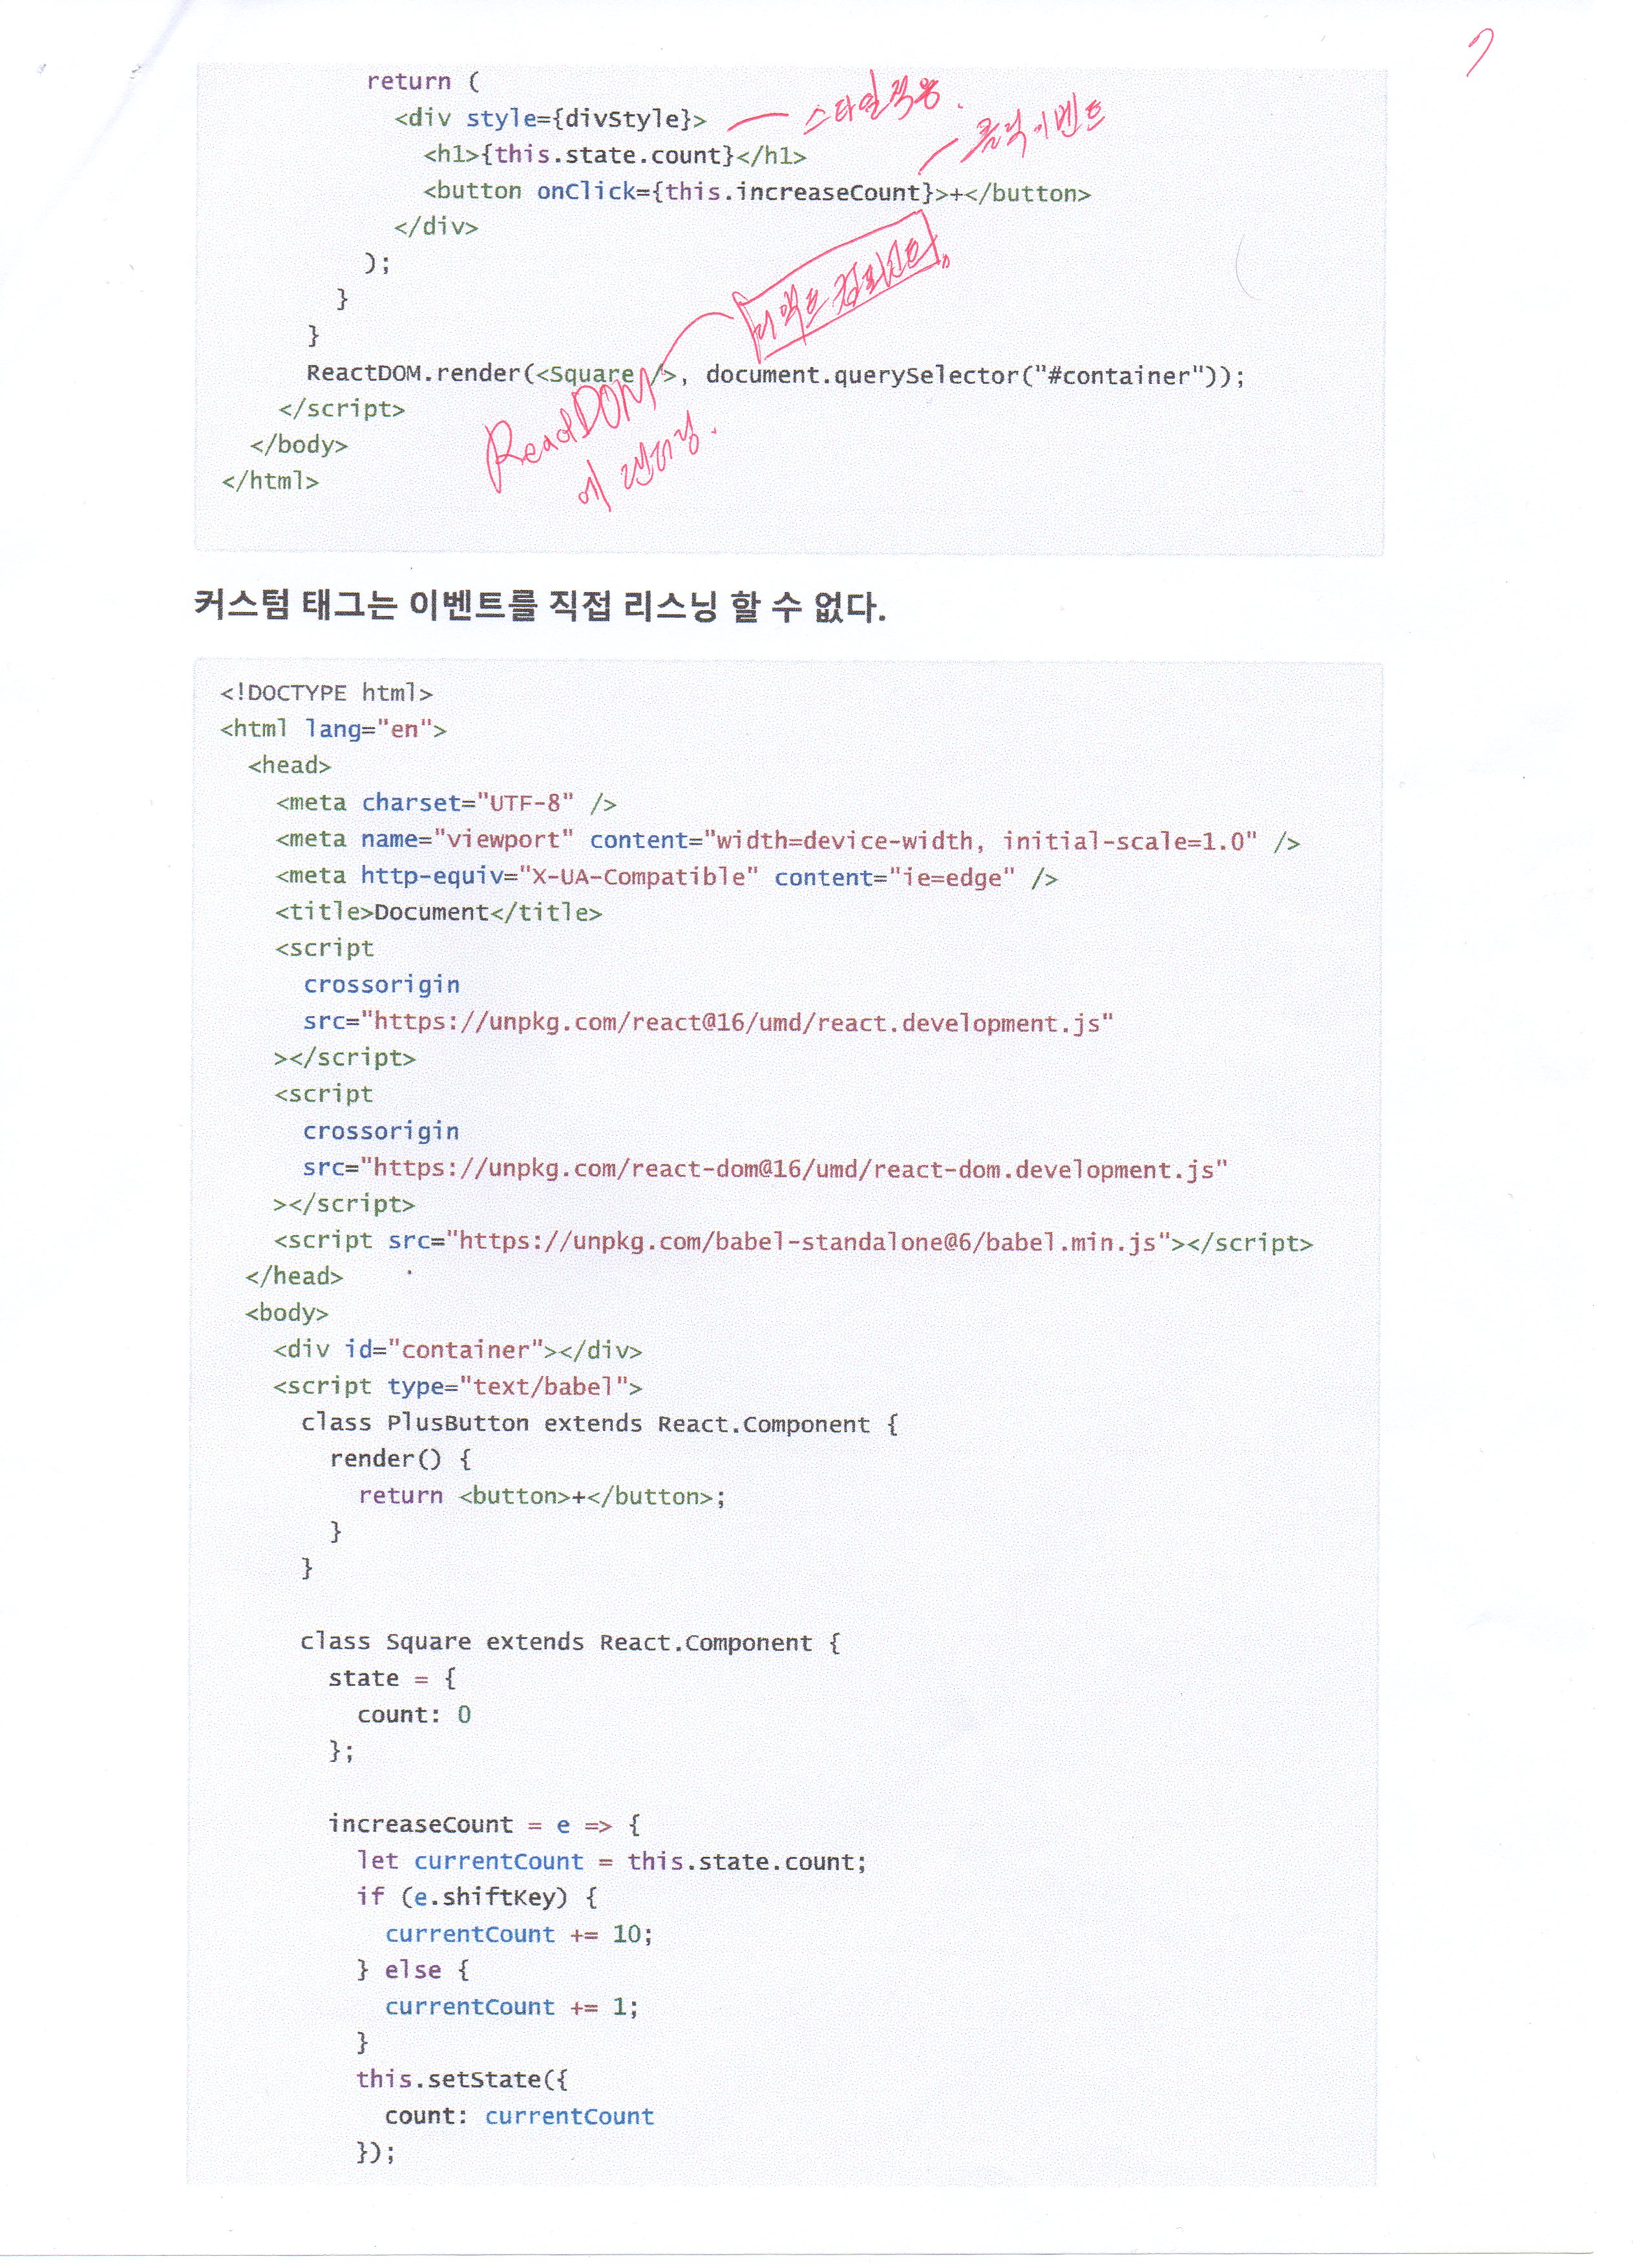 7
return (
<div style={divStyle}> 스타일적용.
<h1>{this.state.count}</h1> 클릭이벤트
<button onClick={this.increaseCount}>+</button>
</div>
);
}
}
리액트 컴포넌트.
ReactDOM.render(<Square />, document.querySelector("#container"));
</script>
</body>
</html>
ReactDOM
에 랜더링.
커스텀 태그는 이벤트를 직접 리스닝 할 수 없다.
<!DOCTYPE html>
<html lang="en">
<head>
<meta charset="UTF-8" />
<meta name="viewport" content="width=device-width, initial-scale=1.0" />
<meta http-equiv="X-UA-Compatible" content="ie=edge" />
<title>Document</title>
<script
crossorigin
src="https://unpkg.com/react@16/umd/react.development.js"
></script>
<script
crossorigin
src="https://unpkg.com/react-dom@16/umd/react-dom.development.js"
></script>
<script src="https://unpkg.com/babel-standalone@6/babel.min.js"></script>
</head>
<body>
<div id="container"></div>
<script type="text/babel">
class PlusButton extends React.Component {
render() {
return <button>+</button>;
}
}
class Square extends React.Component {
state = {
count: 0
};
increaseCount = e => {
let currentCount = this.state.count;
if (e.shiftKey) {
currentCount += 10;
} else {
currentCount += 1;
}
this.setState({
count: currentCount
});